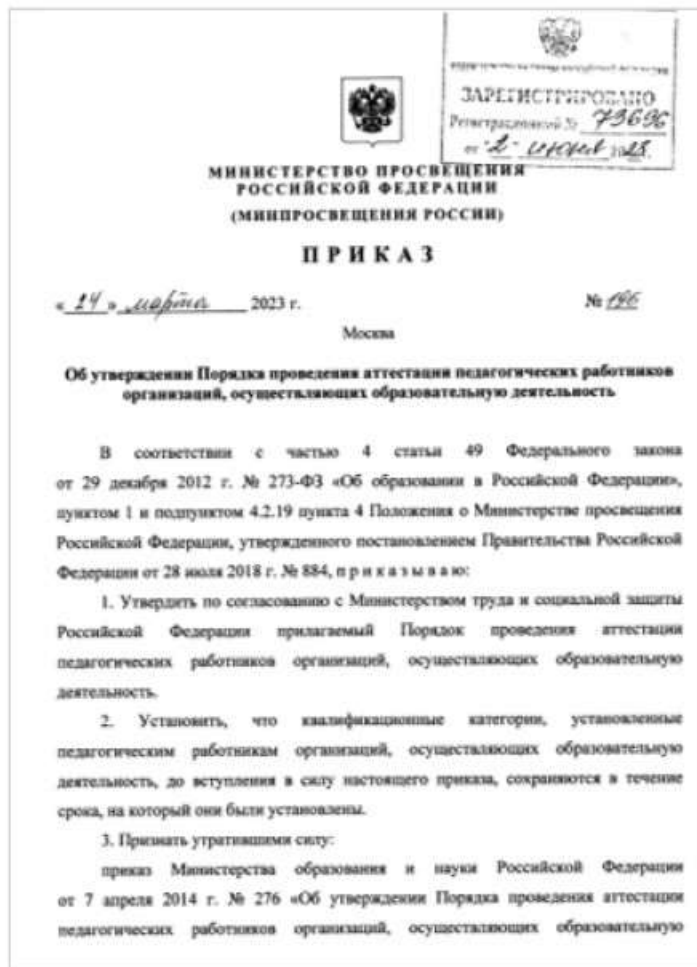 ЗАРЕГИСТРИРОВАНО
Регистрационный № 73696
от "2" июня 2023.
МИНИСТЕРСТВО ПРОСВЕЩЕНИЯ
РОССИЙСКОЙ ФЕДЕРАЦИИ
(МИНПРОСВЕЩЕНИЯ РОССИИ)
ПРИКАЗ
« 24 » марта 2023 г. № 196
Москва
Об утверждении Порядка проведения аттестации педагогических работников
организаций, осуществляющих образовательную деятельность
В соответствии с частью 4 статьи 49 Федерального закона
от 29 декабря 2012 г. № 273-ФЗ «Об образовании в Российской Федерации»,
пунктом 1 и подпунктом 4.2.19 пункта 4 Положения о Министерстве просвещения
Российской Федерации, утвержденного постановлением Правительства Российской
Федерации от 28 июля 2018 г. № 884, п р и к а з ы в а ю:
1. Утвердить по согласованию с Министерством труда и социальной защиты
Российской Федерации прилагаемый Порядок проведения аттестации
педагогических работников организаций, осуществляющих образовательную
деятельность.
2. Установить, что квалификационные категории, установленные
педагогическим работникам организаций, осуществляющих образовательную
деятельность, до вступления в силу настоящего приказа, сохраняются в течение
срока, на который они были установлены.
3. Признать утратившими силу:
приказ Министерства образования и науки Российской Федерации
от 7 апреля 2014 г. № 276 «Об утверждении Порядка проведения аттестации
педагогических работников организаций, осуществляющих образовательную